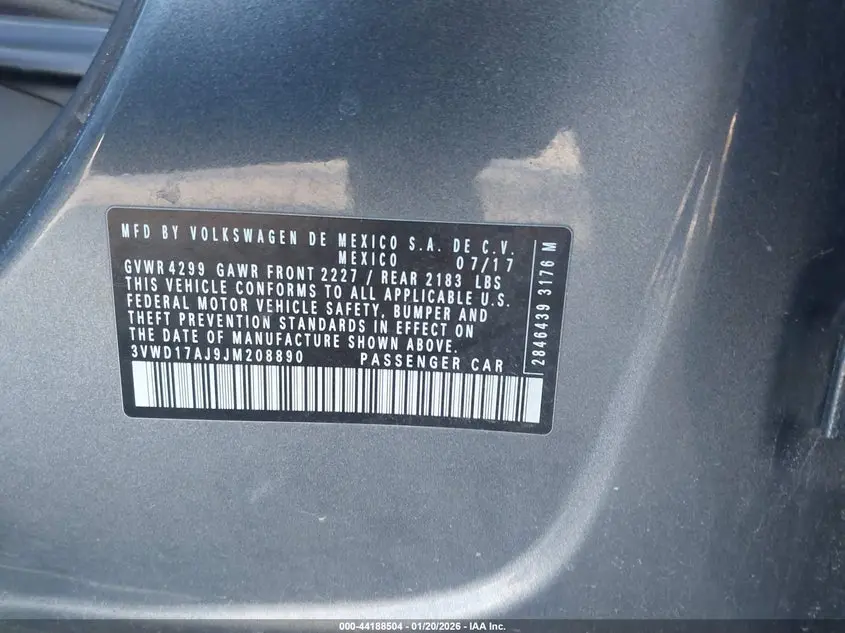 MFD BY VOLKSWAGEN DE MEXICO S.A. DE C.V.
MEXICO 07/17
GVWR 4299 GAWR FRONT 2227 / REAR 2183 LBS
THIS VEHICLE CONFORMS TO ALL APPLICABLE U.S.
FEDERAL MOTOR VEHICLE SAFETY, BUMPER AND
THEFT PREVENTION STANDARDS IN EFFECT ON
THE DATE OF MANUFACTURE SHOWN ABOVE.
3VWD17AJ9JM208890 PASSENGER CAR
2846439 3176 M
000-44188504 - 01/20/2026 - IAA Inc.